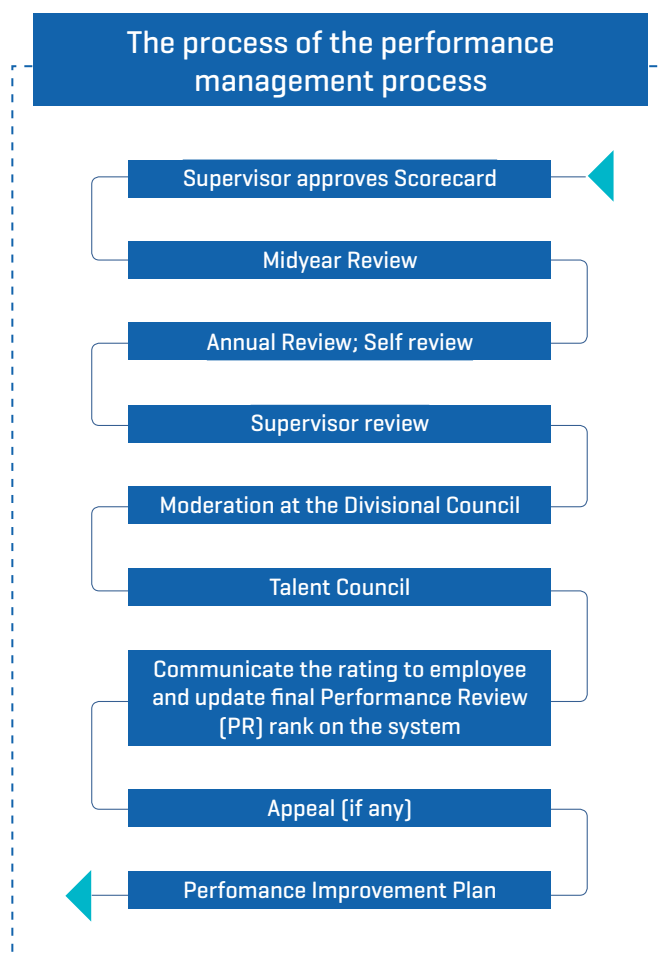 The process of the performance
management process
Supervisor approves Scorecard
Midyear Review
Annual Review; Self review
Supervisor review
Moderation at the Divisional Council
Talent Council
Communicate the rating to employee
and update final Performance Review
(PR) rank on the system
Appeal (if any)
Perfomance Improvement Plan